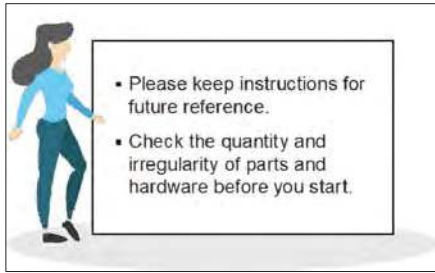 ▪ Please keep instructions for
future reference.
▪ Check the quantity and
irregularity of parts and
hardware before you start.